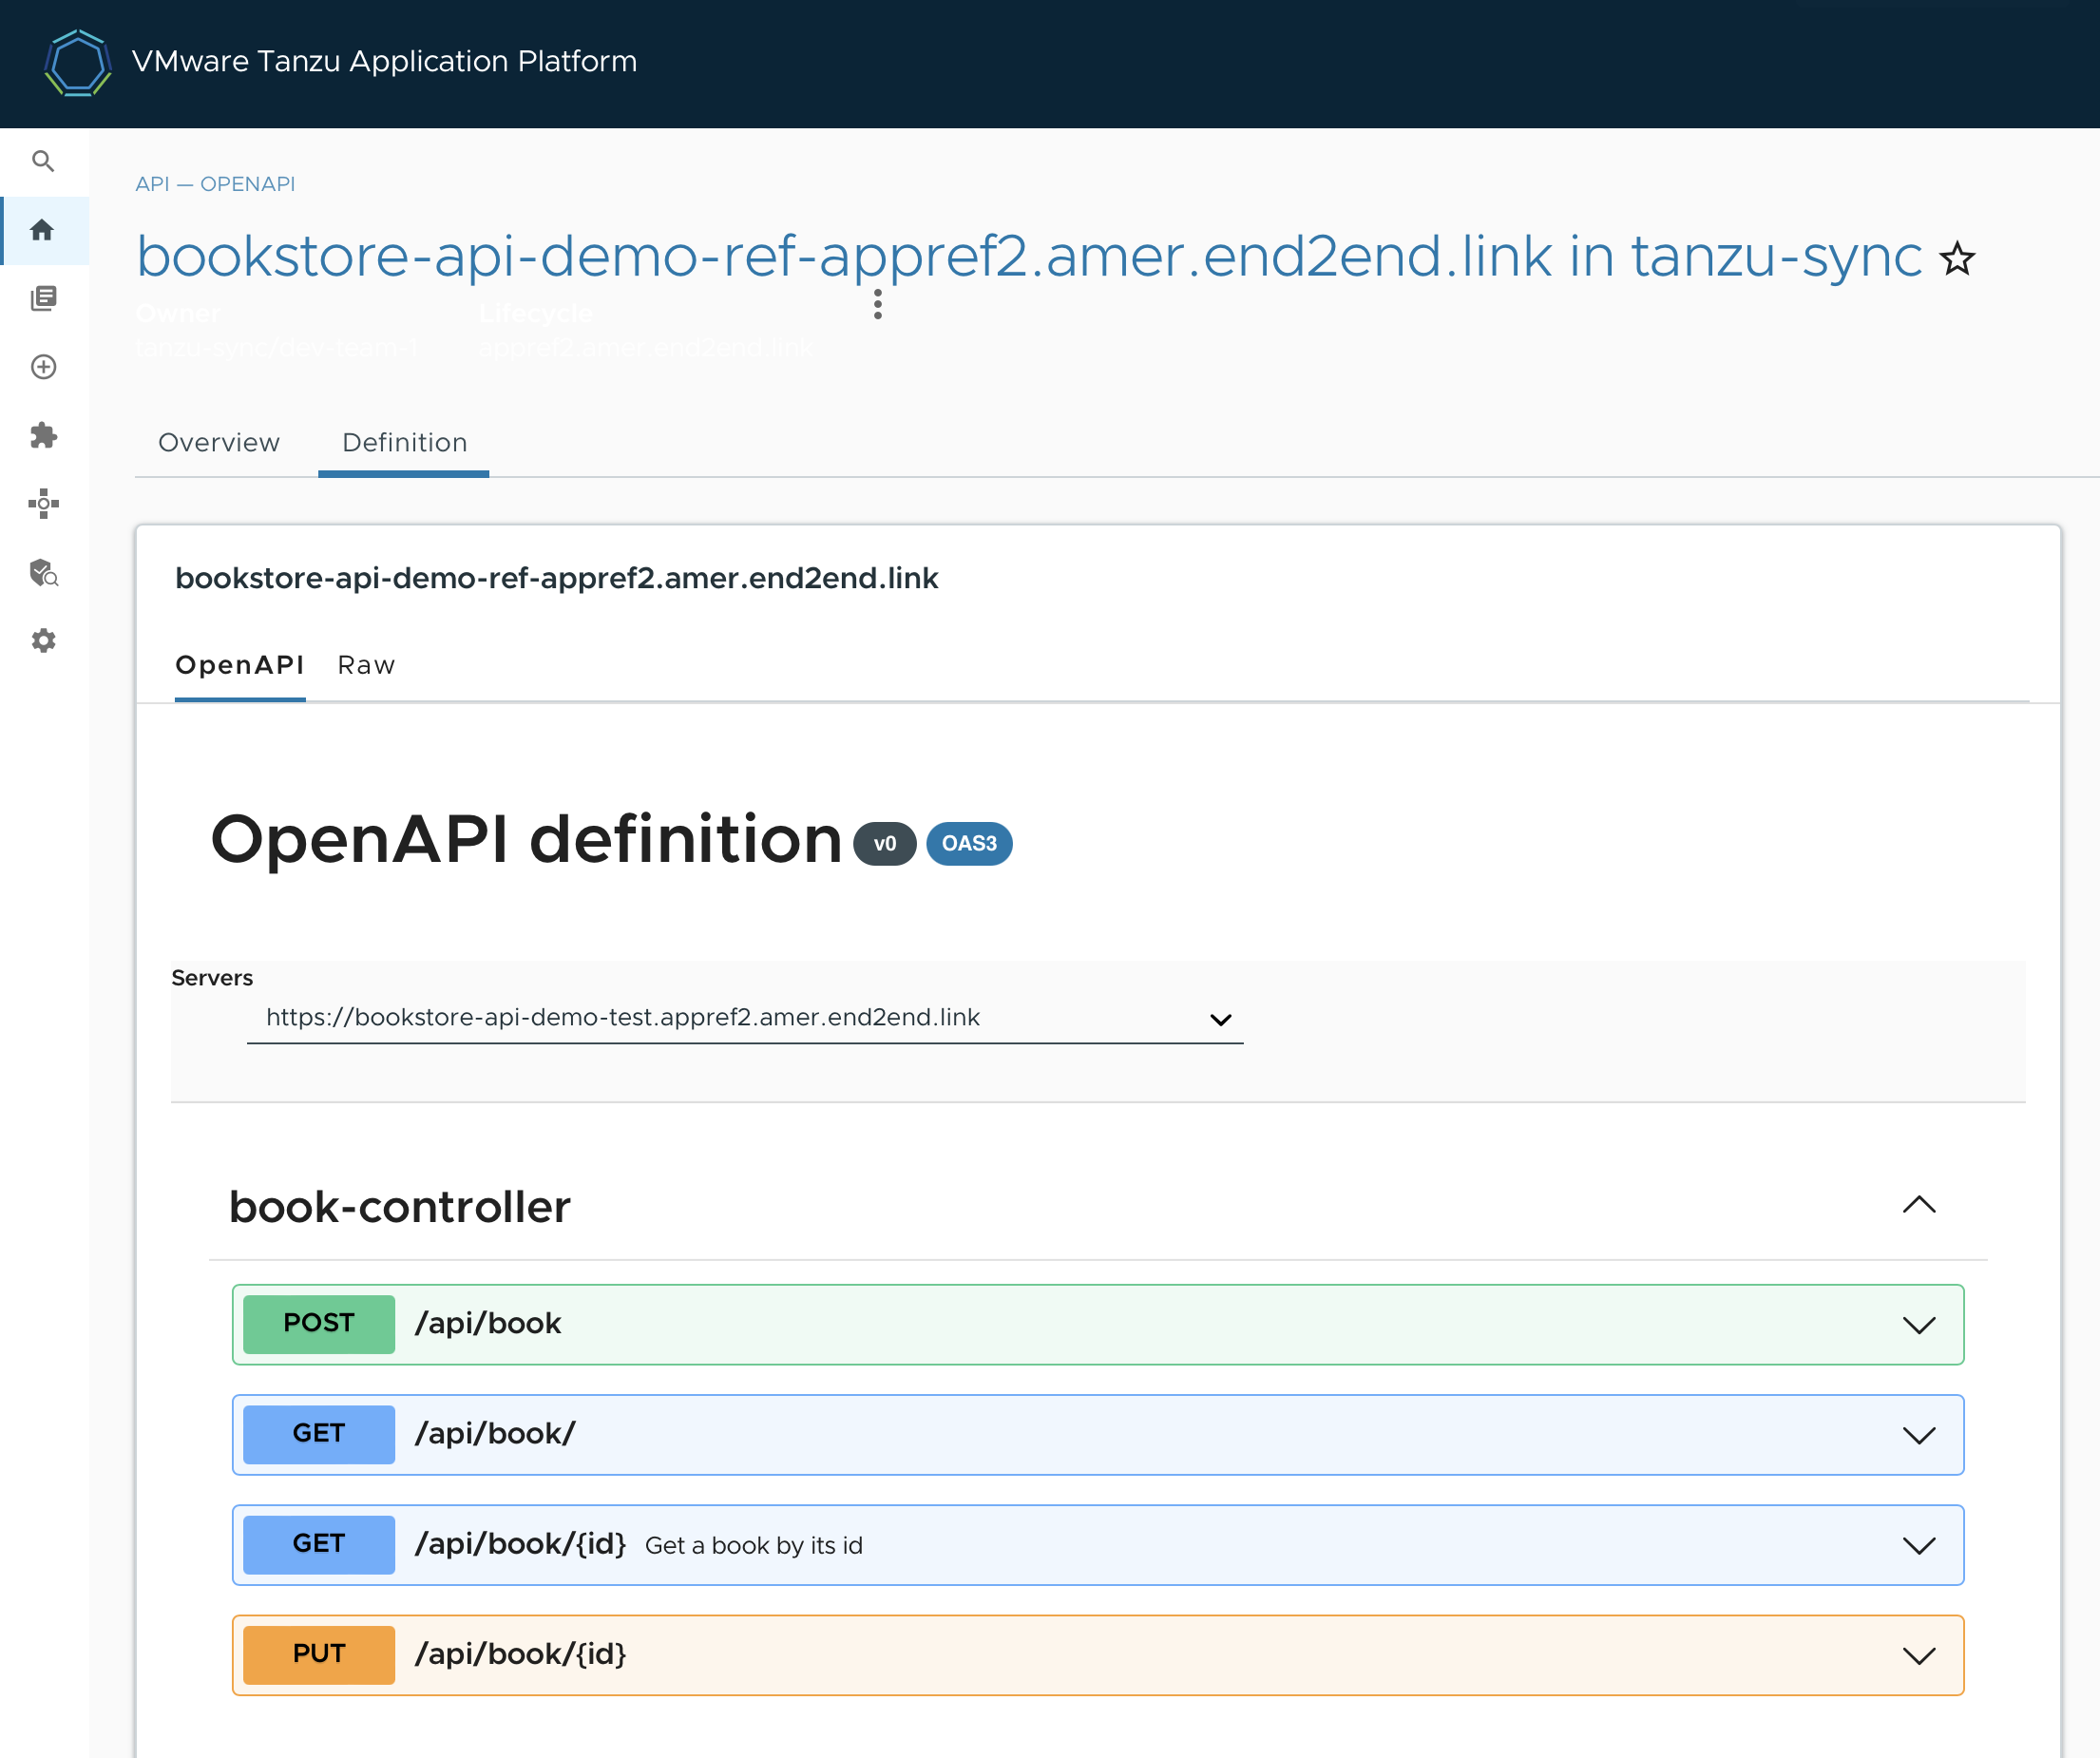 VMware Tanzu Application Platform
API — OPENAPI
bookstore-api-demo-ref-appref2.amer.end2end.link in tanzu-sync
Owner
Lifecycle
tanzu-sync/dev-team-1
appref2.amer.end2end.link
Overview
Definition
bookstore-api-demo-ref-appref2.amer.end2end.link
OpenAPI
Raw
OpenAPI definition v0 OAS3
Servers
https://bookstore-api-demo-test.appref2.amer.end2end.link
book-controller
POST /api/book
GET /api/book/
GET /api/book/{id} Get a book by its id
PUT /api/book/{id}